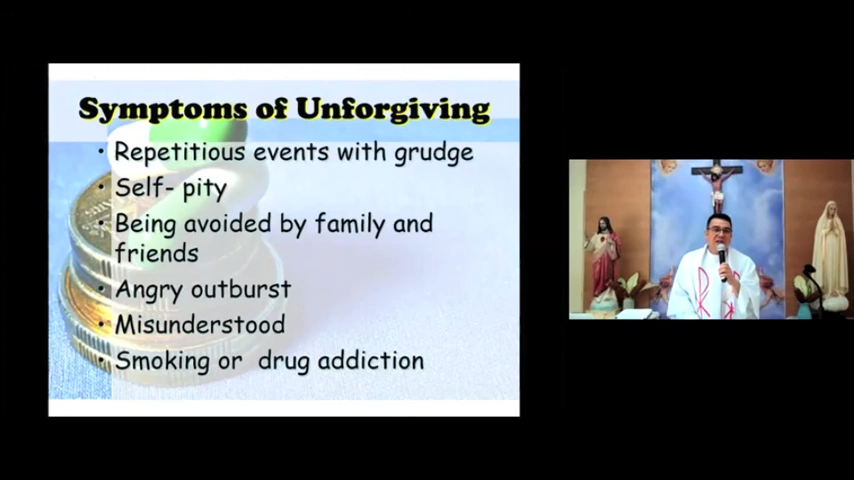 Symptoms of Unforgiving
• Repetitious events with grudge
• Self- pity
• Being avoided by family and
friends
• Angry outburst
• Misunderstood
• Smoking or  drug addiction